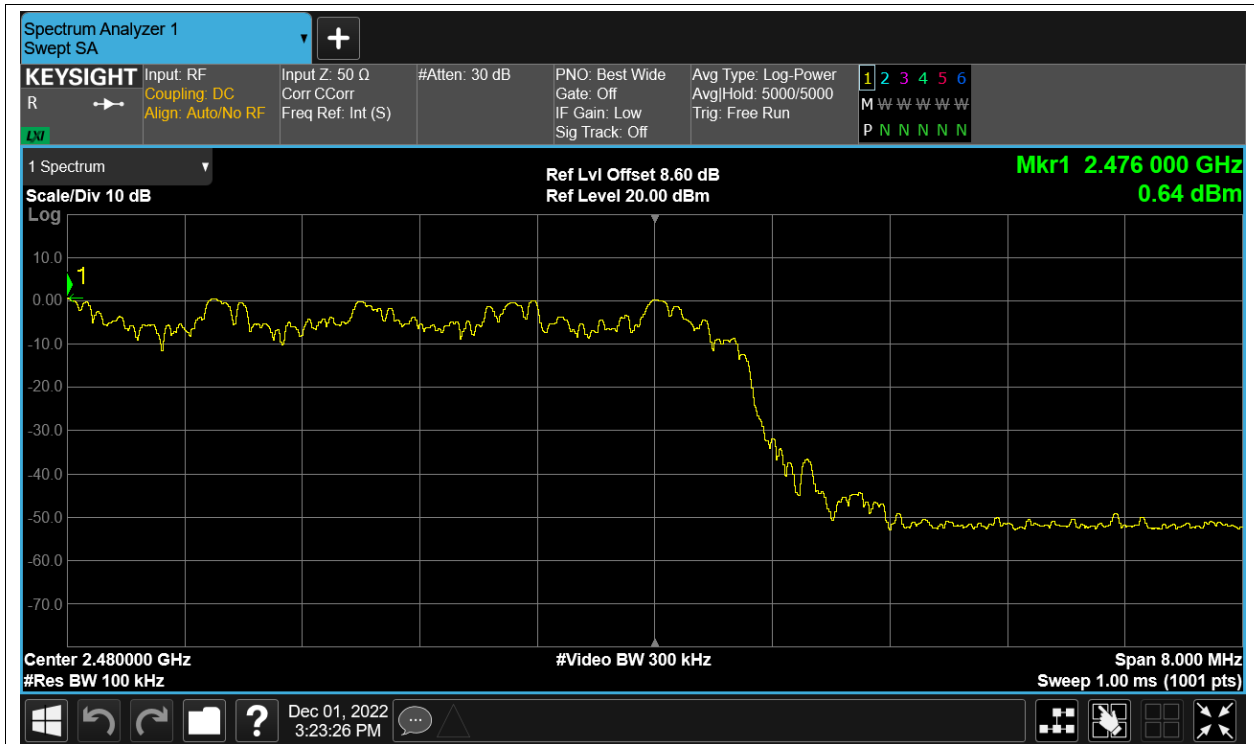 Spectrum Analyzer 1
Swept SA
KEYSIGHT
R
LXI
Input: RF
Coupling: DC
Align: Auto/No RF
Input Z: 50 Ω
Corr CCorr
Freq Ref: Int (S)
#Atten: 30 dB
PNO: Best Wide
Gate: Off
IF Gain: Low
Sig Track: Off
Avg Type: Log-Power
Avg|Hold: 5000/5000
Trig: Free Run
1 2 3 4 5 6
M W W W W W
P N N N N N
1 Spectrum
Scale/Div 10 dB
Ref Lvl Offset 8.60 dB
Ref Level 20.00 dBm
Mkr1 2.476 000 GHz
0.64 dBm
Log
10.0
1
0.00
-10.0
-20.0
-30.0
-40.0
-50.0
-60.0
-70.0
Center 2.480000 GHz
#Video BW 300 kHz
Span 8.000 MHz
#Res BW 100 kHz
Sweep 1.00 ms (1001 pts)
?
Dec 01, 2022
3:23:26 PM